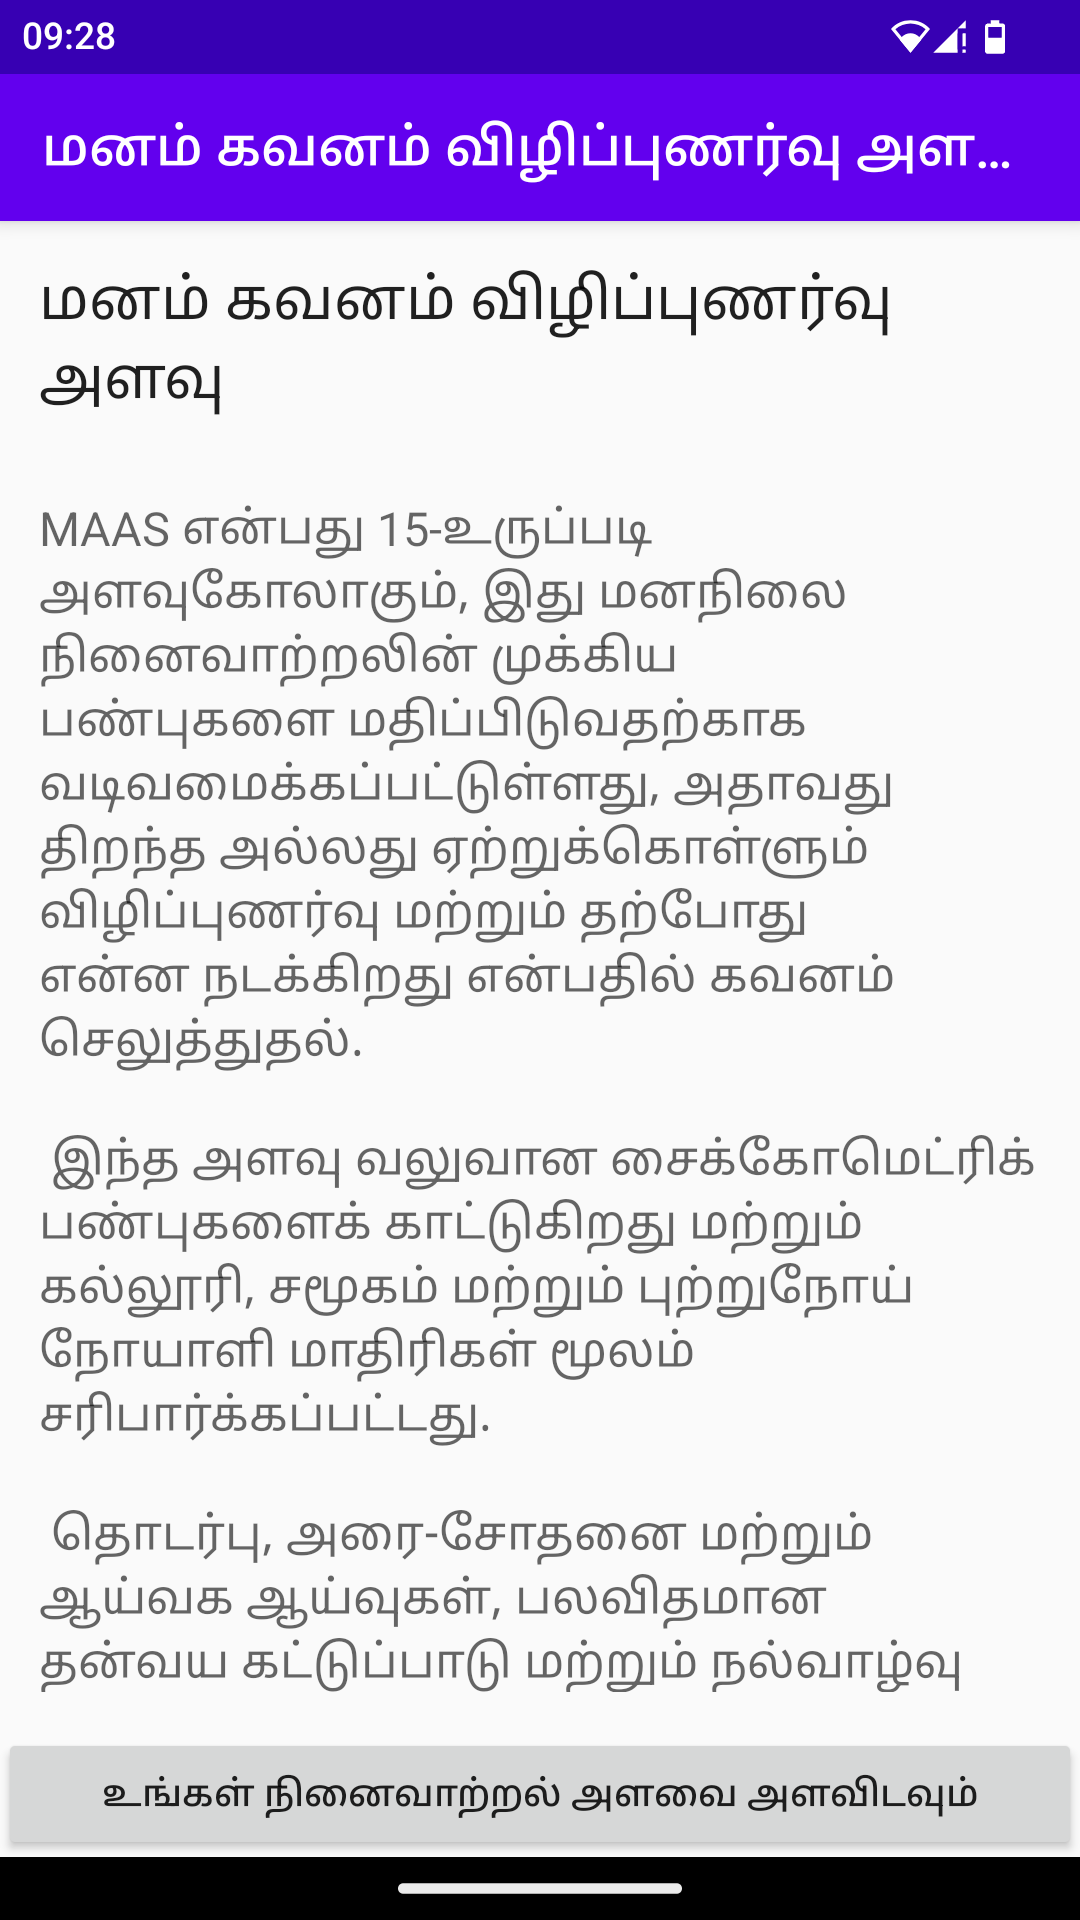 09:28
மனம் கவனம் விழிப்புணர்வு அள...
மனம் கவனம் விழிப்புணர்வு
அளவு
MAAS என்பது 15-உருப்படி
அளவுகோலாகும், இது மனநிலை
நினைவாற்றலின் முக்கிய
பண்புகளை மதிப்பிடுவதற்காக
வடிவமைக்கப்பட்டுள்ளது, அதாவது
திறந்த அல்லது ஏற்றுக்கொள்ளும்
விழிப்புணர்வு மற்றும் தற்போது
என்ன நடக்கிறது என்பதில் கவனம்
செலுத்துதல்.
இந்த அளவு வலுவான சைக்கோமெட்ரிக்
பண்புகளைக் காட்டுகிறது மற்றும்
கல்லூரி, சமூகம் மற்றும் புற்றுநோய்
நோயாளி மாதிரிகள் மூலம்
சரிபார்க்கப்பட்டது.
தொடர்பு, அரை-சோதனை மற்றும்
ஆய்வக ஆய்வுகள், பலவிதமான
தன்வய கட்டுப்பாடு மற்றும் நல்வாழ்வு
உங்கள் நினைவாற்றல் அளவை அளவிடவும்